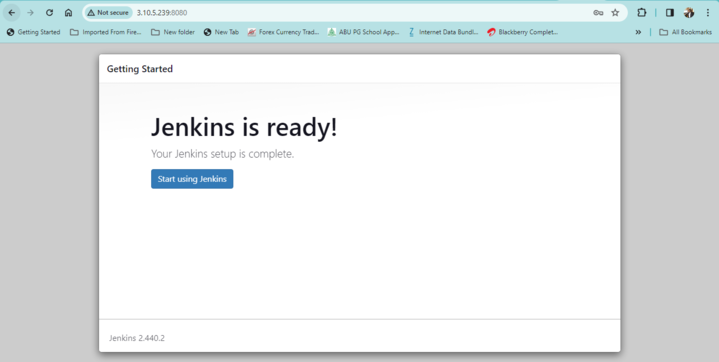 Not secure 3.10.5.239:8080
Getting Started Imported From Fire... New folder New Tab Forex Currency Trad... ABU PG School App... Internet Data Bundl... Blackberry Complet... » All Bookmarks
Getting Started
Jenkins is ready!
Your Jenkins setup is complete.
Start using Jenkins
Jenkins 2.440.2